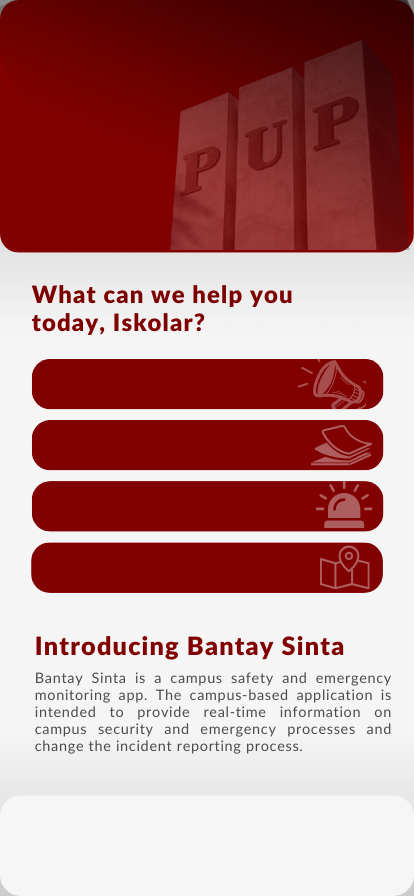 PUP
What can we help you
today, Iskolar?
Introducing Bantay Sinta
Bantay Sinta is a campus safety and emergency
monitoring app. The campus-based application is
intended to provide real-time information on
campus security and emergency processes and
change the incident reporting process.